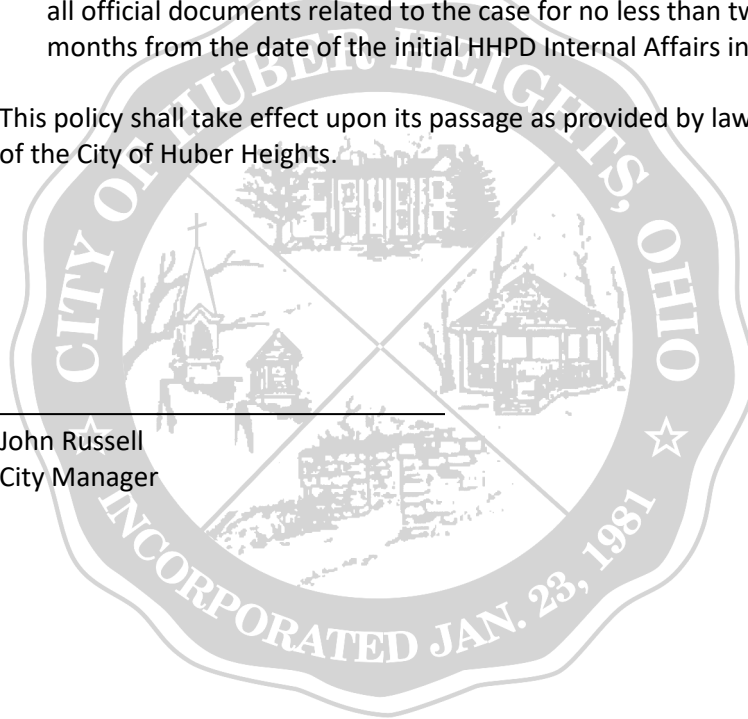 all official documents related to the case for no less than
months from the date of the initial HHPD Internal Affairs
This policy shall take effect upon its passage as provided by law
of the City of Huber Heights.
John Russell
City Manager
CITY OF HUBER HEIGHTS, OHIO
INCORPORATED JAN. 23, 1981